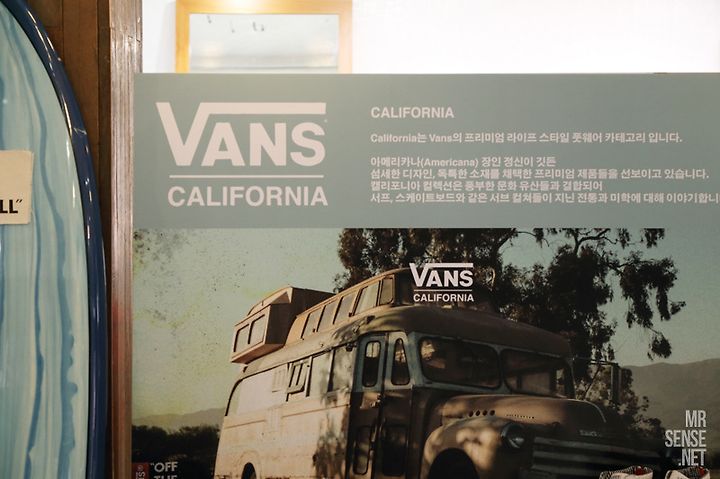 LL"
VANS
CALIFORNIA
CALIFORNIA
California는 Vans의 프리미엄 라이프 스타일 풋웨어 카테고리 입니다.
아메리카나(Americana) 장인 정신이 깃든
섬세한 디자인, 독특한 소재를 채택한 프리미엄 제품들을 선보이고 있습니다.
캘리포니아 컬렉션은 풍부한 문화 유산들과 결합되어
서프, 스케이트보드와 같은 서브 컬쳐들이 지닌 전통과 미학에 대해 이야기합니
VANS
CALIFORNIA
"OFF
THE
MR
SENSE
.NET